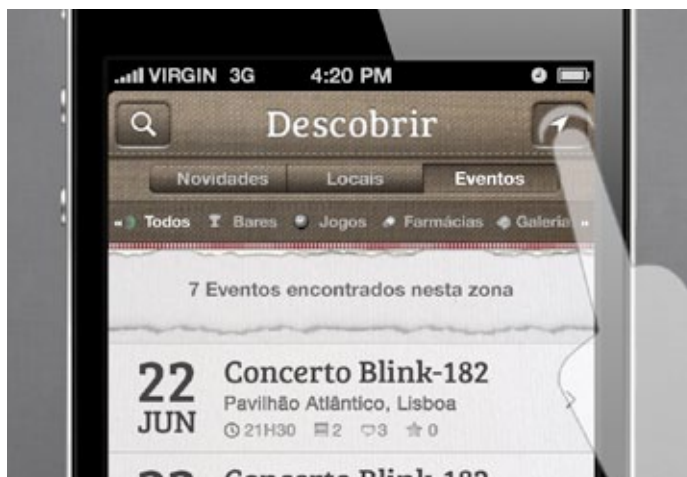 VIRGIN 3G 4:20 PM
Descobrir
Novidades Locais Eventos
Todos Bares Jogos Farmácias Galeria
7 Eventos encontrados nesta zona
22 JUN
Concerto Blink-182
Pavilhão Atlântico, Lisboa
21H30 2 3 0
Concerto Blink-182